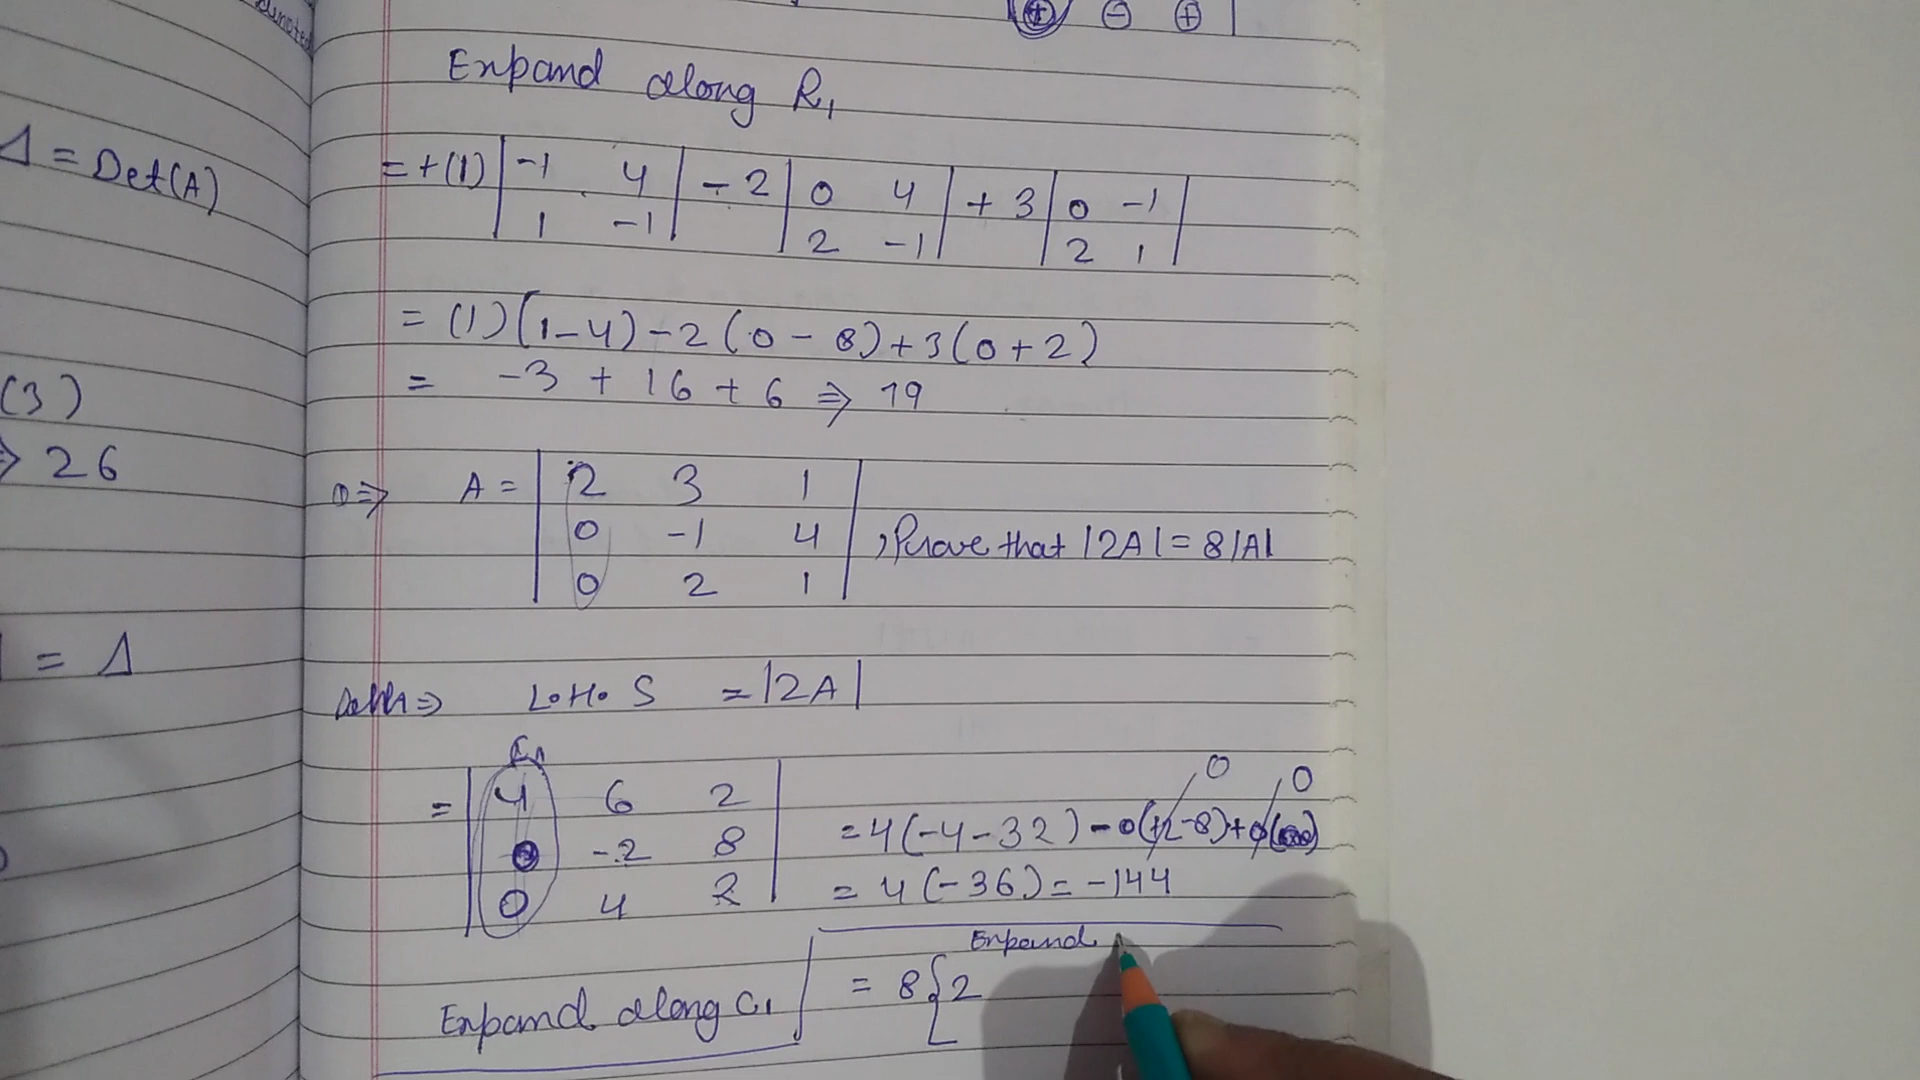 denoted
⊕ ⊖ ⊕
Δ = Det(A)
(3)
⇒ 26
= Δ
Expand along R₁
= +(1) | -1 4 | - 2 | 0 4 | + 3 | 0 -1 |
| 1 -1 | | 2 -1 | | 2 1 |
= (1)(1-4)-2(0-8)+3(0+2)
= -3 + 16 + 6 ⇒ 19
Q⇒ A = | 2 3 1 |
| 0 -1 4 | , Prove that |2A| = 8|A|
| 0 2 1 |
L.H.S = |2A|
C₁
= | 4 6 2 |
| 0 -2 8 |
| 0 4 2 |
0 0
= 4(-4-32) - 0(12-8)+0
= 4(-36) = -144
Expand along C₁
Expand
= 8{2